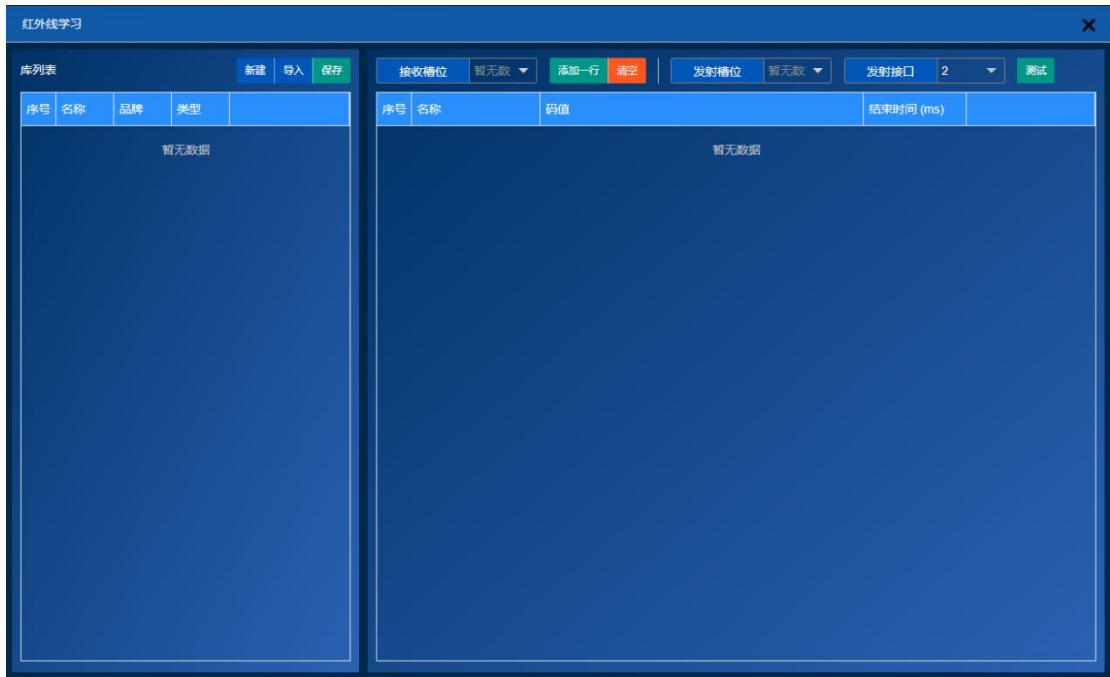 红外线学习
库列表 新建 导入 保存
序号 名称 品牌 类型
暂无数据
接收槽位 暂无数 添加一行 清空 发射槽位 暂无数 发射接口 2 测试
序号 名称 码值 结束时间 (ms)
暂无数据